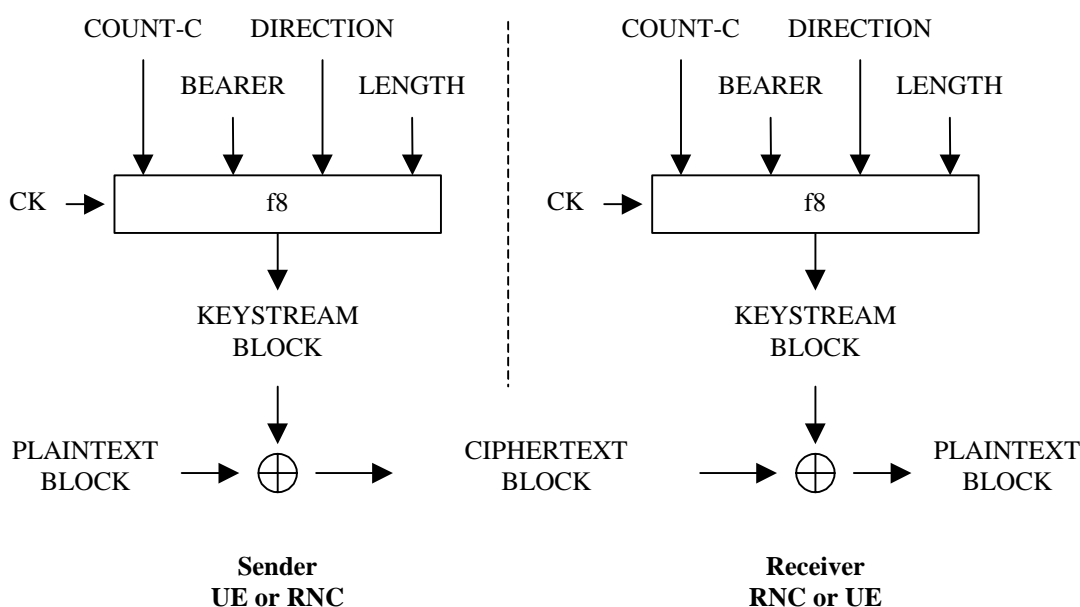 COUNT-C DIRECTION
BEARER LENGTH
CK f8
KEYSTREAM
BLOCK
COUNT-C DIRECTION
BEARER LENGTH
CK f8
KEYSTREAM
BLOCK
PLAINTEXT
BLOCK
CIPHERTEXT
BLOCK
PLAINTEXT
BLOCK
Sender
UE or RNC
Receiver
RNC or UE